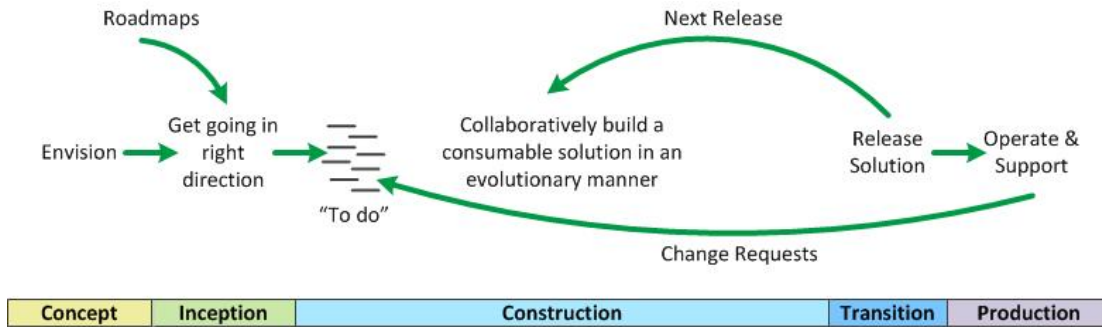 Roadmaps
Next Release
Envision
Get going in
right
direction
“To do”
Collaboratively build a
consumable solution in an
evolutionary manner
Release
Solution
Operate &
Support
Change Requests
Concept
Inception
Construction
Transition
Production